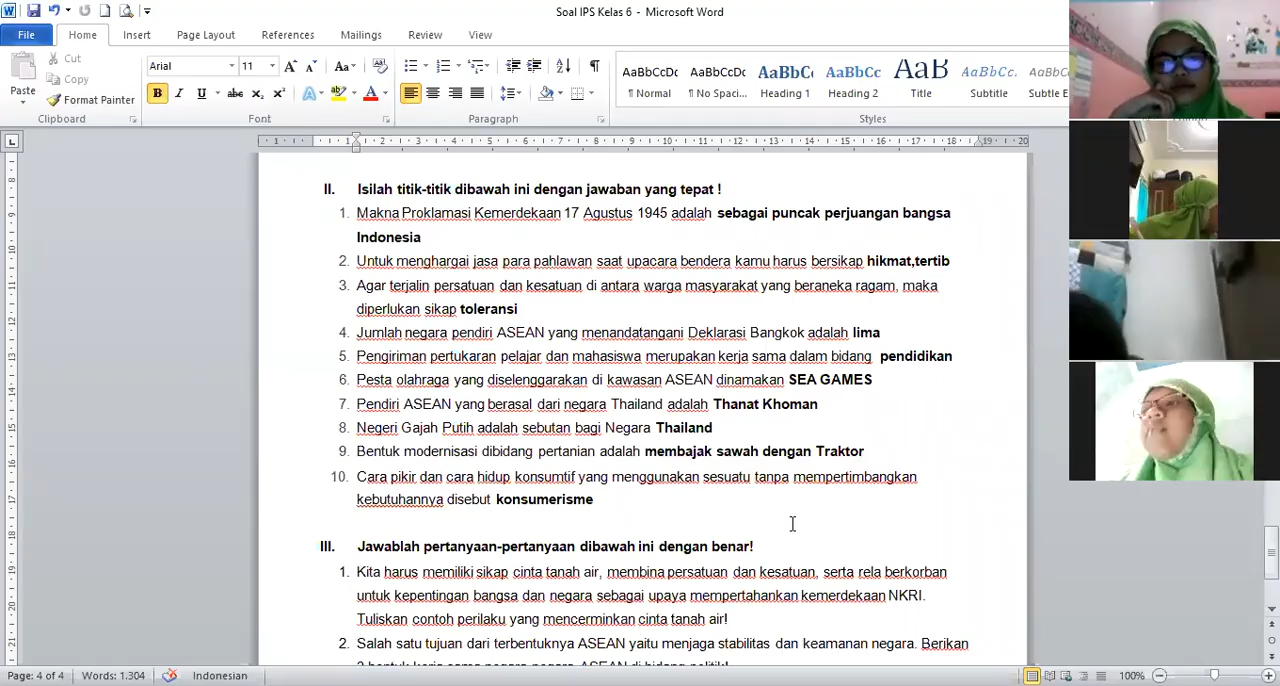 Soal IPS Kelas 6 - Microsoft Word
File Home Insert Page Layout References Mailings Review View
Cut
Copy
Paste
Format Painter
Arial 11
AaBbCcDc AaBbCcDc AaBbC( AaBbCc AaB AaBbCc. AaBbCcD
¶ Normal ¶ No Spaci... Heading 1 Heading 2 Title Subtitle Subtle E
Clipboard Font Paragraph Styles
II. Isilah titik-titik dibawah ini dengan jawaban yang tepat !
1. Makna Proklamasi Kemerdekaan 17 Agustus 1945 adalah sebagai puncak perjuangan bangsa
Indonesia
2. Untuk menghargai jasa para pahlawan saat upacara bendera kamu harus bersikap hikmat,tertib
3. Agar terjalin persatuan dan kesatuan di antara warga masyarakat yang beraneka ragam, maka
diperlukan sikap toleransi
4. Jumlah negara pendiri ASEAN yang menandatangani Deklarasi Bangkok adalah lima
5. Pengiriman pertukaran pelajar dan mahasiswa merupakan kerja sama dalam bidang pendidikan
6. Pesta olahraga yang diselenggarakan di kawasan ASEAN dinamakan SEA GAMES
7. Pendiri ASEAN yang berasal dari negara Thailand adalah Thanat Khoman
8. Negeri Gajah Putih adalah sebutan bagi Negara Thailand
9. Bentuk modernisasi dibidang pertanian adalah membajak sawah dengan Traktor
10. Cara pikir dan cara hidup konsumtif yang menggunakan sesuatu tanpa mempertimbangkan
kebutuhannya disebut konsumerisme
III. Jawablah pertanyaan-pertanyaan dibawah ini dengan benar!
1. Kita harus memiliki sikap cinta tanah air, membina persatuan dan kesatuan, serta rela berkorban
untuk kepentingan bangsa dan negara sebagai upaya mempertahankan kemerdekaan NKRI.
Tuliskan contoh perilaku yang mencerminkan cinta tanah air!
2. Salah satu tujuan dari terbentuknya ASEAN yaitu menjaga stabilitas dan keamanan negara. Berikan
bentuk kerja sama negara-negara ASEAN di bidang politik!
Page: 4 of 4 Words: 1.304 Indonesian 100%